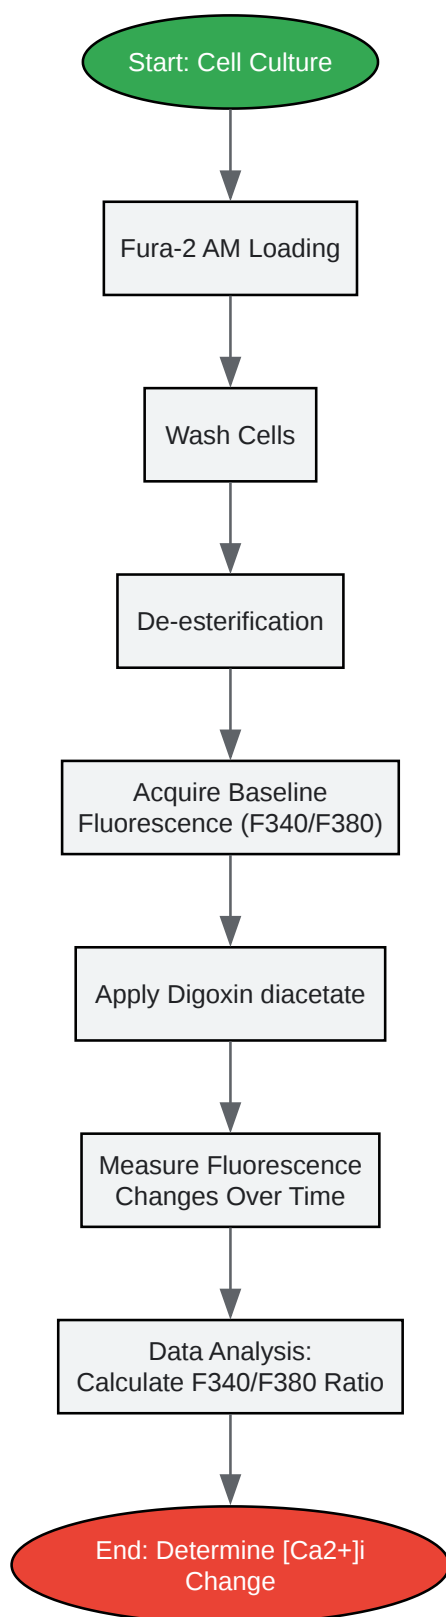 Start: Cell Culture
Fura-2 AM Loading
Wash Cells
De-esterification
Acquire Baseline
Fluorescence (F340/F380)
Apply Digoxin diacetate
Measure Fluorescence
Changes Over Time
Data Analysis:
Calculate F340/F380 Ratio
End: Determine [Ca2+]i
Change